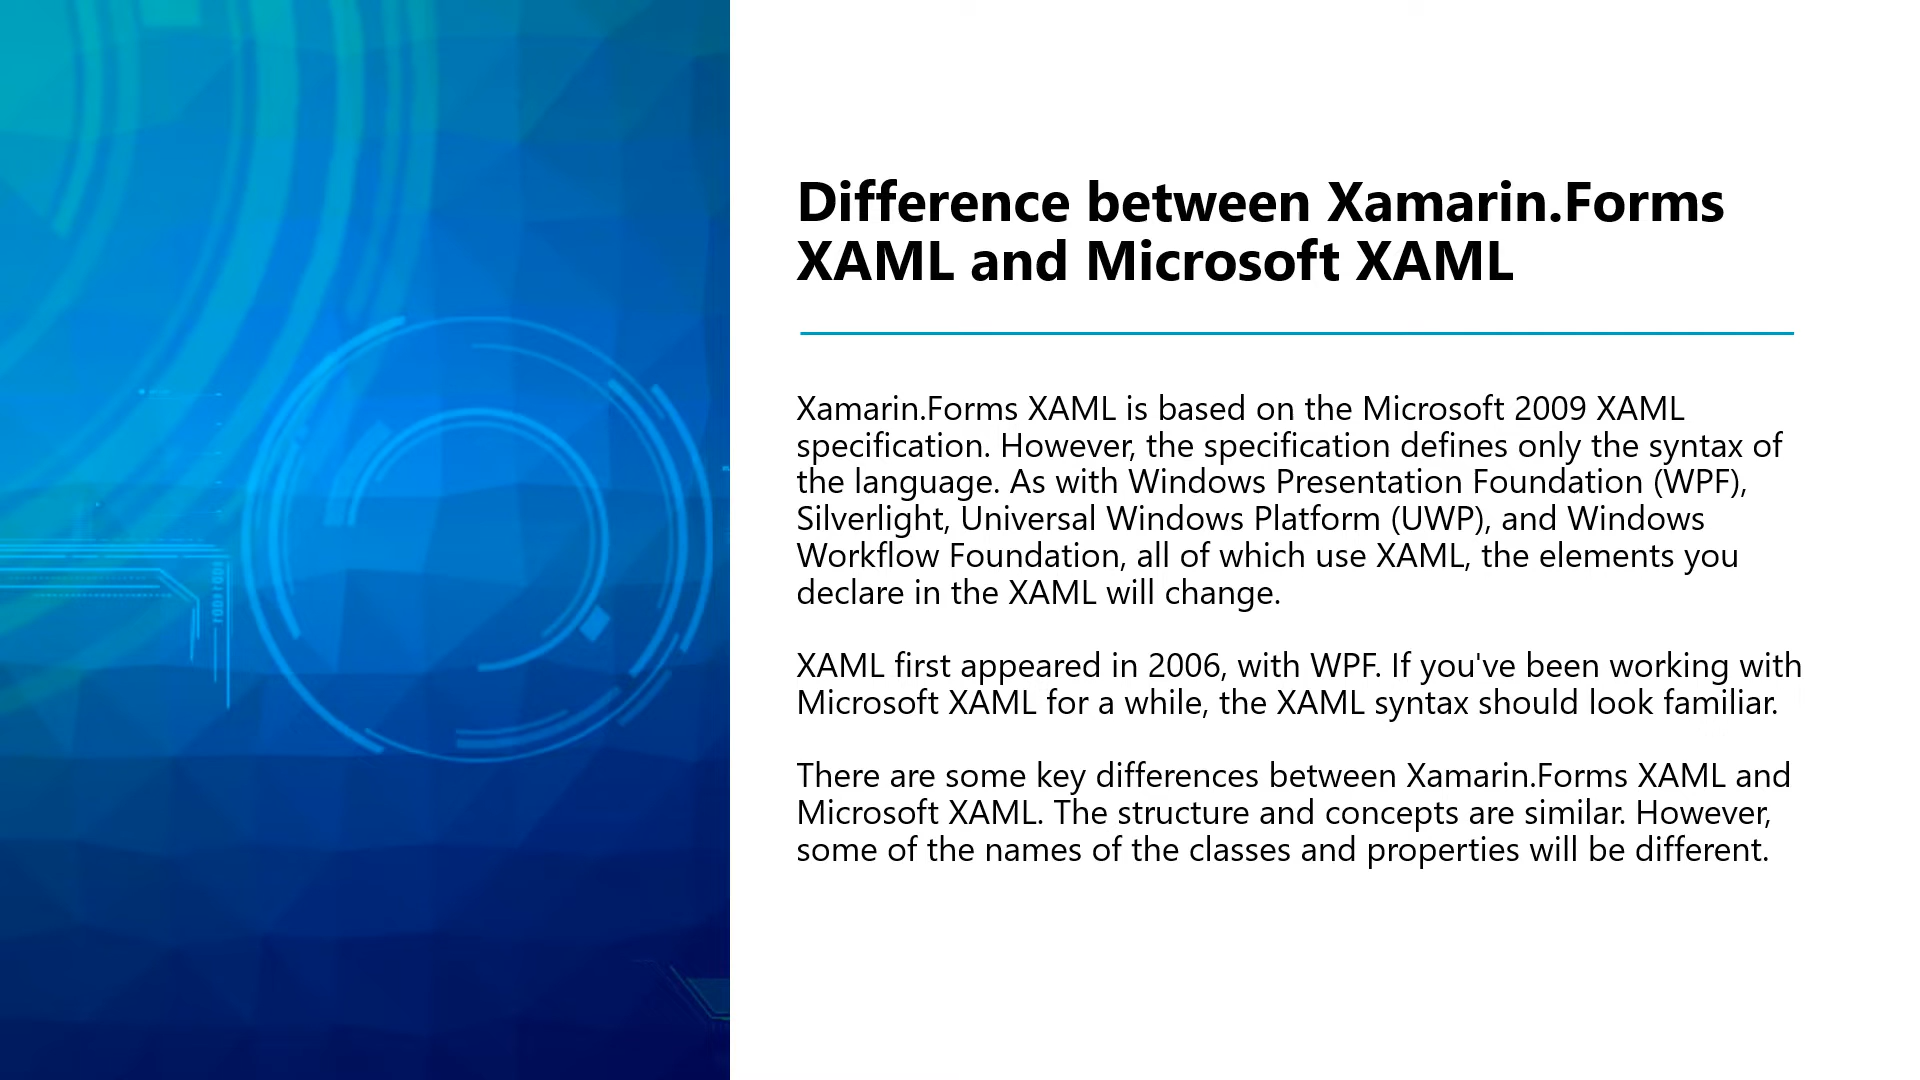 Difference between Xamarin.Forms
XAML and Microsoft XAML
Xamarin.Forms XAML is based on the Microsoft 2009 XAML
specification. However, the specification defines only the syntax of
the language. As with Windows Presentation Foundation (WPF),
Silverlight, Universal Windows Platform (UWP), and Windows
Workflow Foundation, all of which use XAML, the elements you
declare in the XAML will change.
XAML first appeared in 2006, with WPF. If you've been working with
Microsoft XAML for a while, the XAML syntax should look familiar.
There are some key differences between Xamarin.Forms XAML and
Microsoft XAML. The structure and concepts are similar. However,
some of the names of the classes and properties will be different.